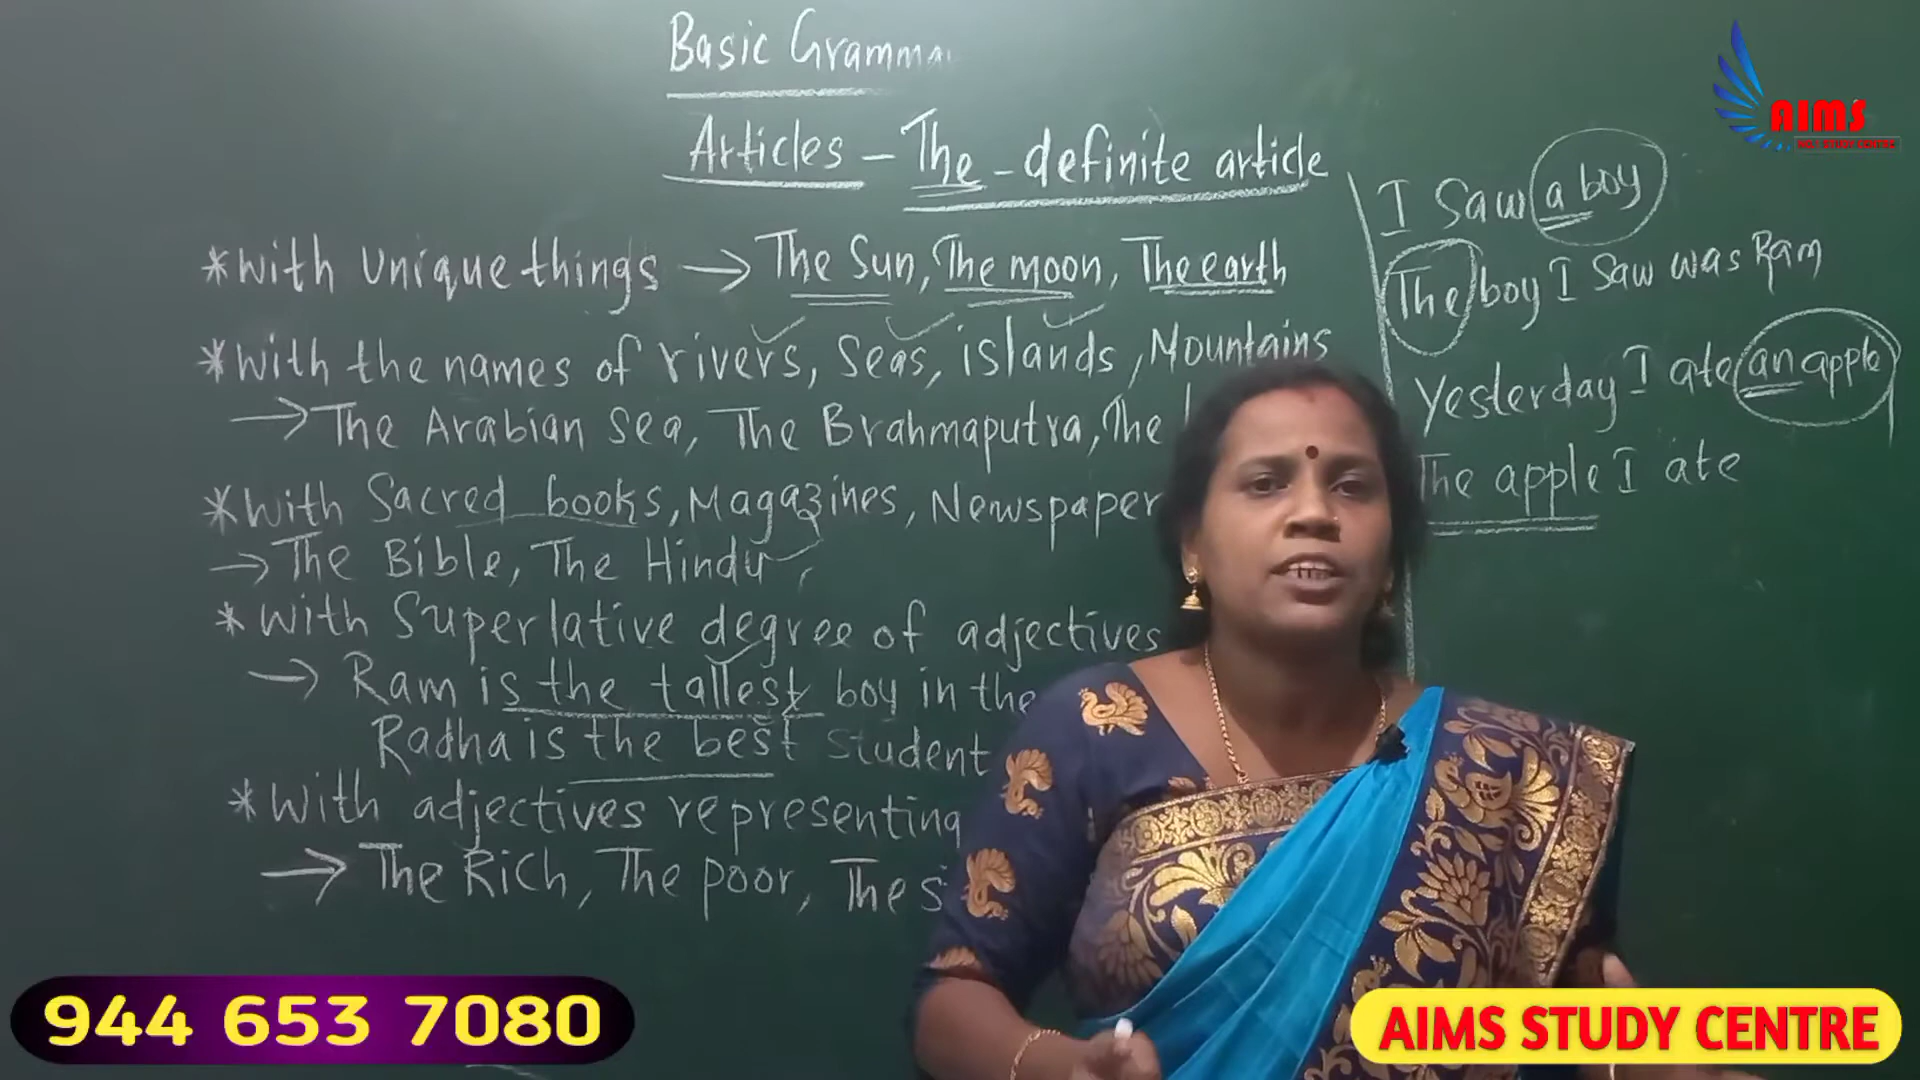 Basic Grammar
Articles - The - definite article
*with unique things → The Sun, The moon, The earth
*with the names of rivers, Seas, islands, Mountains
→ The Arabian Sea, The Brahmaputra, The
*with Sacred books, Magazines, Newspaper
→ The Bible, The Hindu,
*with Superlative degree of adjectives
→ Ram is the tallest boy in the
Radha is the best student
*with adjectives representing
→ The Rich, The poor, The
I Saw a boy
The boy I Saw was Ram
Yesterday I ate an apple
The apple I ate
AIMS
AIMS STUDY CENTRE
944 653 7080
AIMS STUDY CENTRE